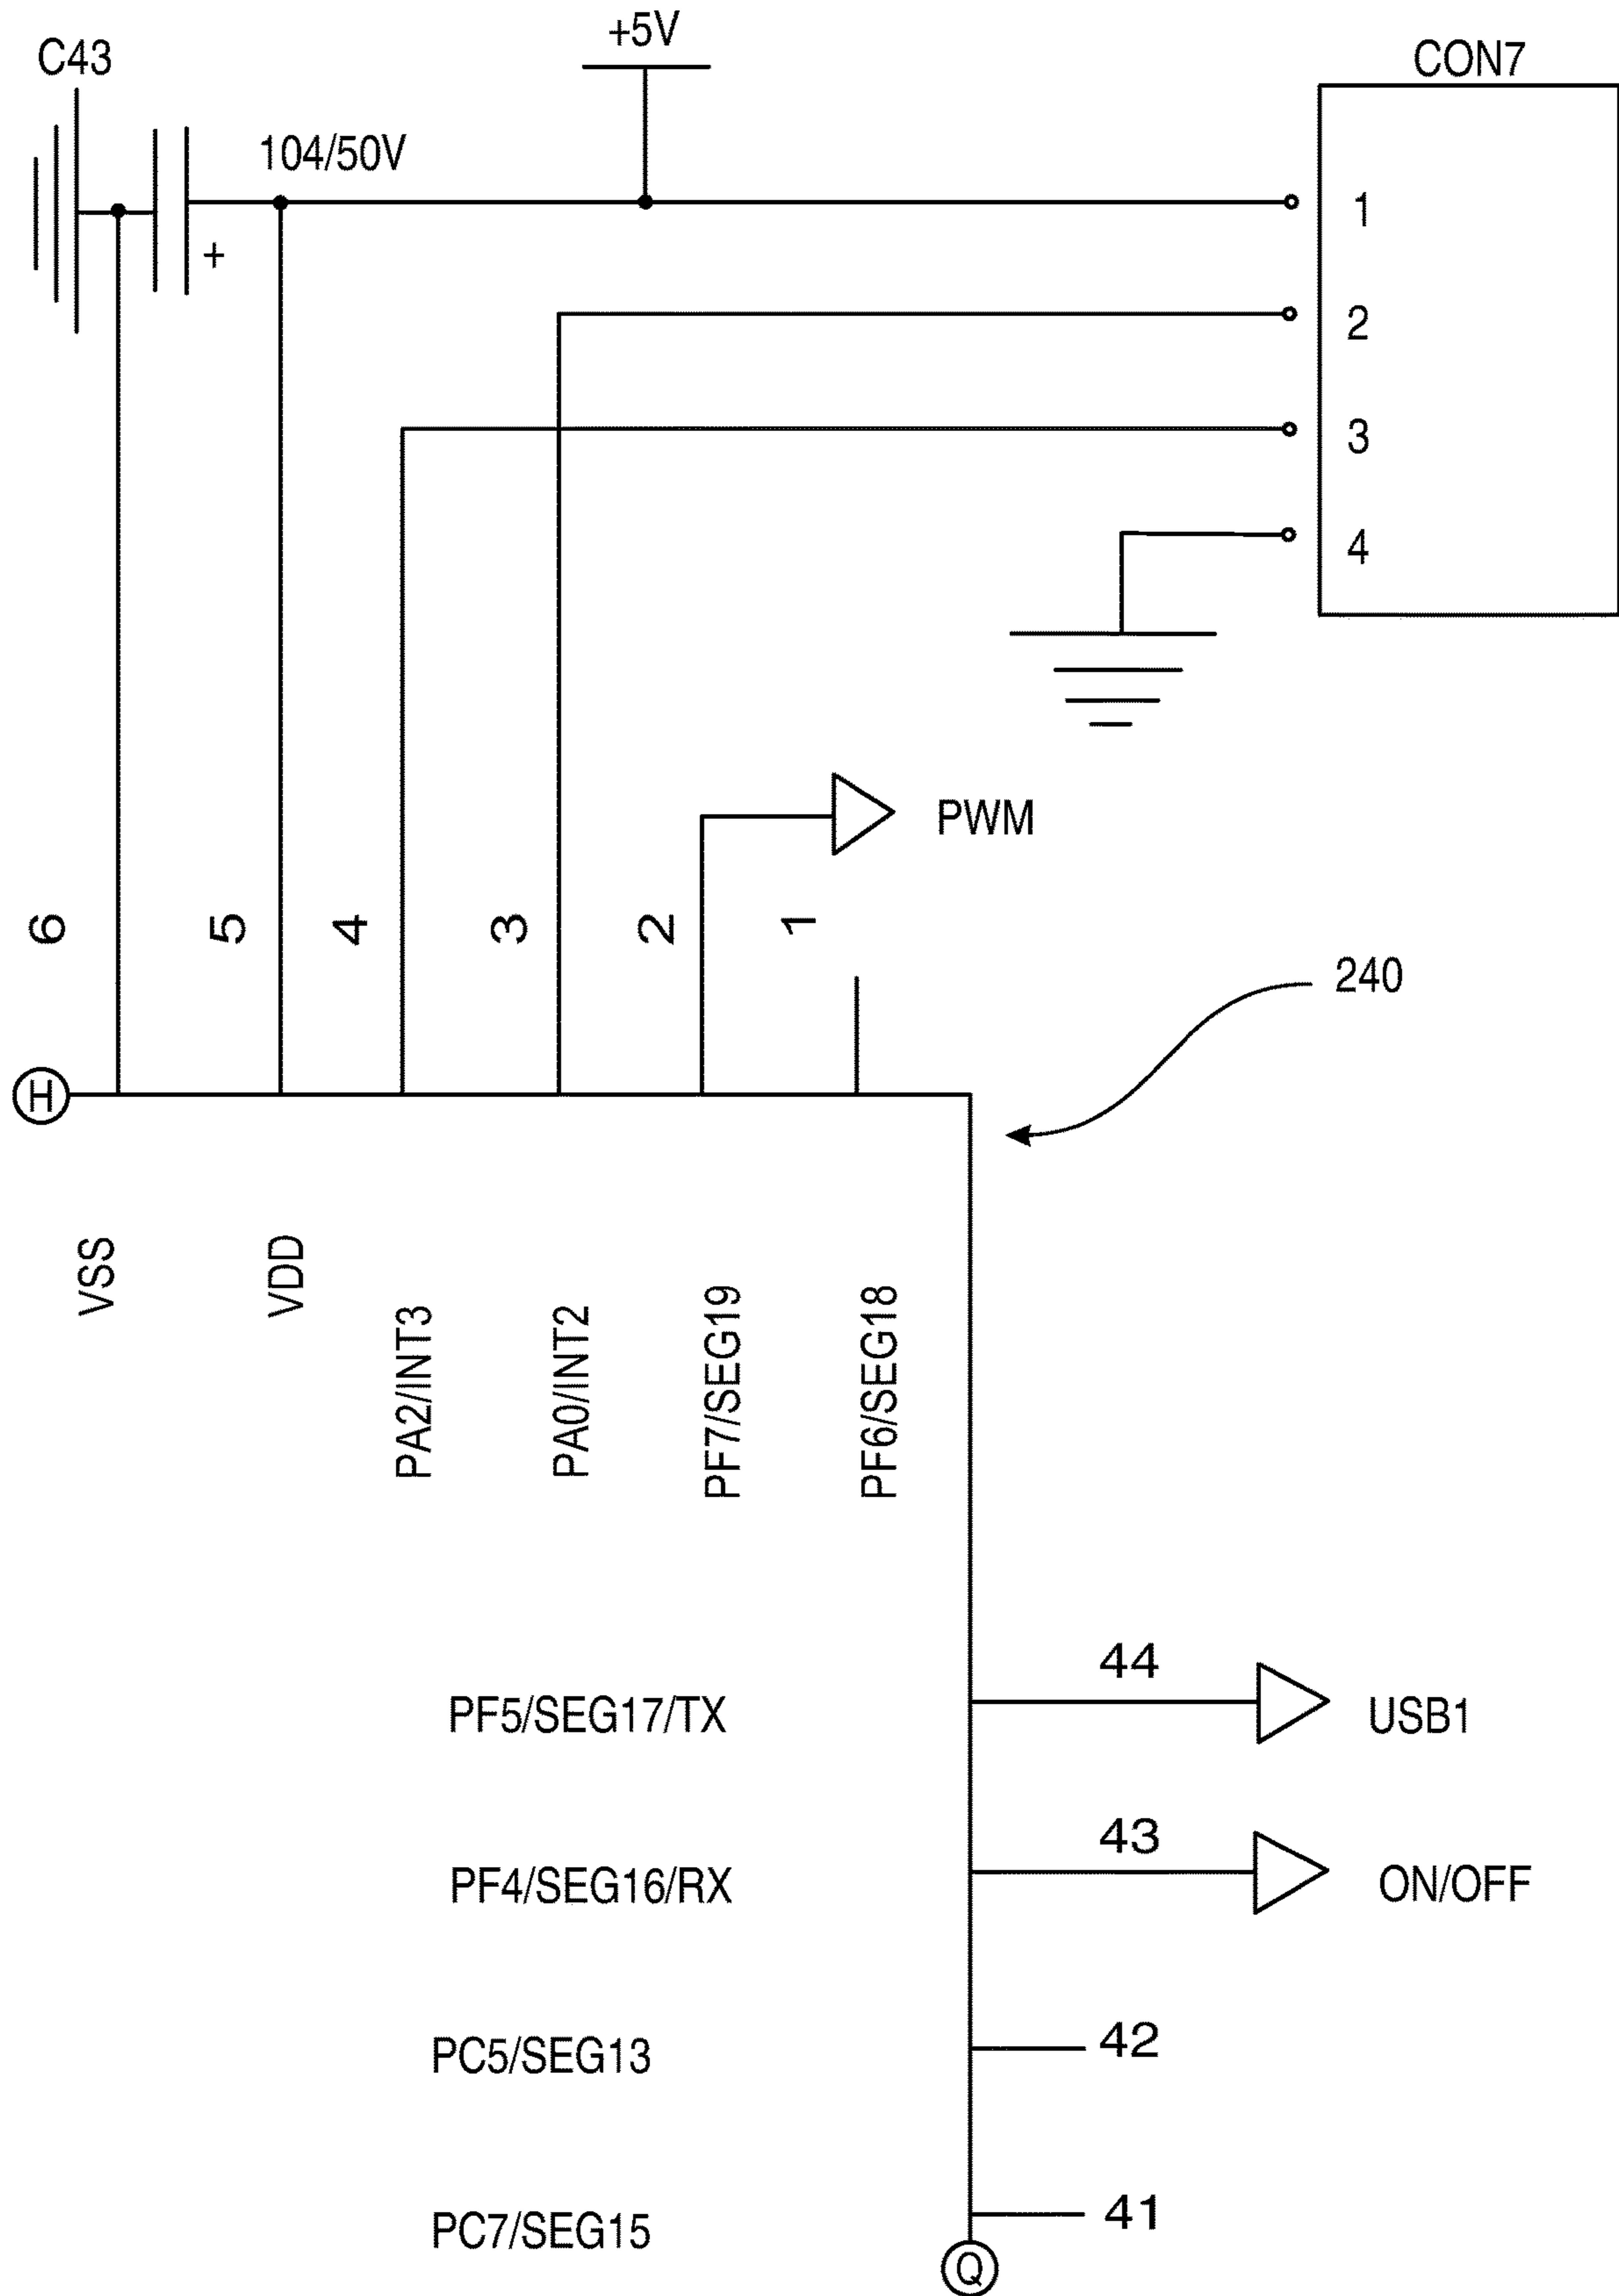 +5V
C43
CON7
104/50V
+
1
2
3
4
PWM
6
5
4
3
2
1
240
H
VSS
VDD
PA2/INT3
PA0/INT2
PF7/SEG19
PF6/SEG18
44
PF5/SEG17/TX
USB1
43
PF4/SEG16/RX
ON/OFF
42
PC5/SEG13
41
PC7/SEG15
Q